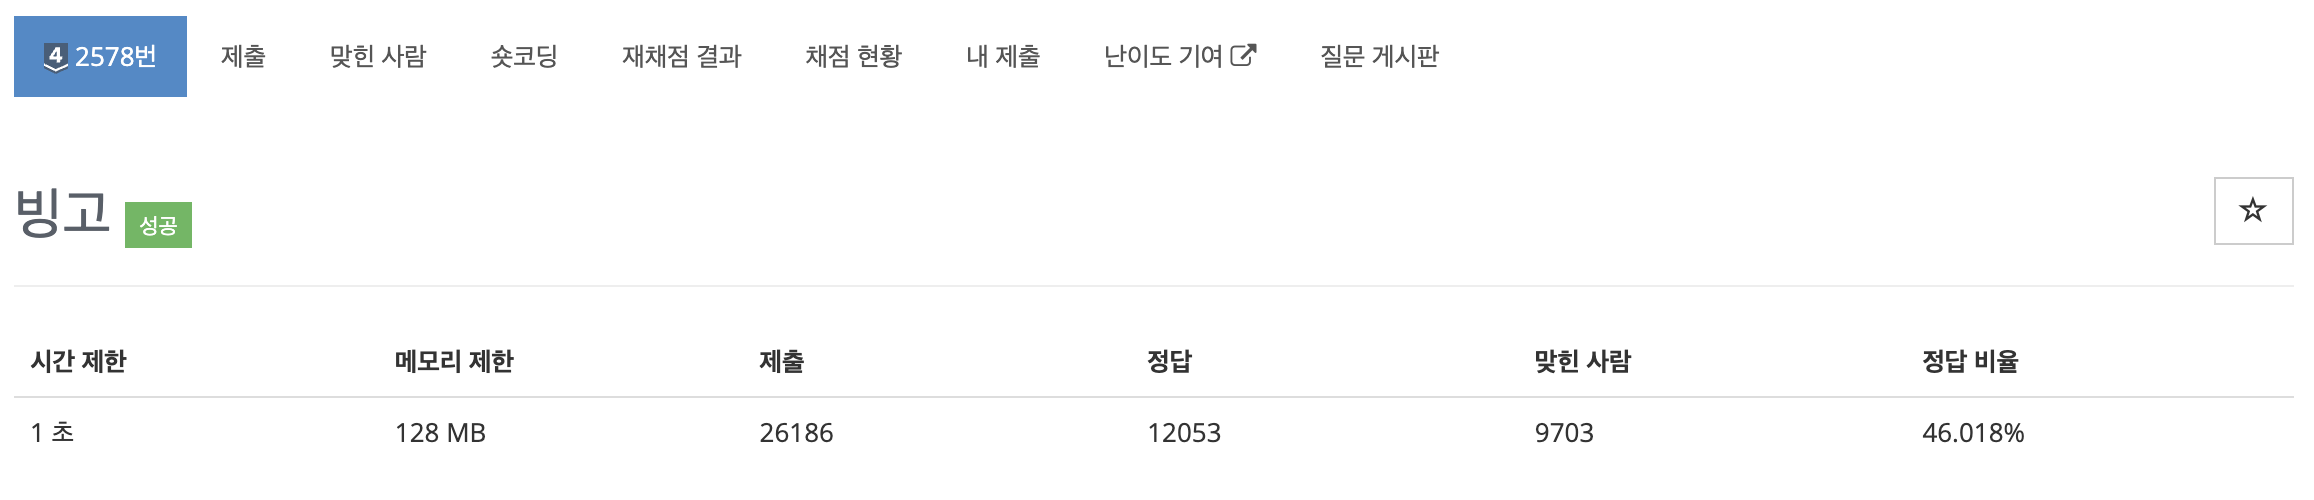 4 2578번 제출 맞힌 사람 숏코딩 재채점 결과 채점 현황 내 제출 난이도 기여 질문 게시판
빙고 성공
시간 제한 메모리 제한 제출 정답 맞힌 사람 정답 비율
1 초 128 MB 26186 12053 9703 46.018%